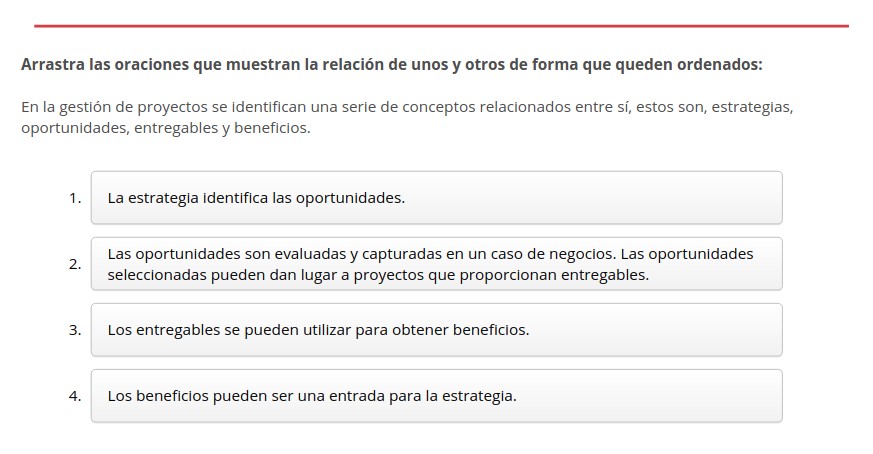 Arrastra las oraciones que muestran la relación de unos y otros de forma que queden ordenados:
En la gestión de proyectos se identifican una serie de conceptos relacionados entre sí, estos son, estrategias,
oportunidades, entregables y beneficios.
1. La estrategia identifica las oportunidades.
2. Las oportunidades son evaluadas y capturadas en un caso de negocios. Las oportunidades
seleccionadas pueden dan lugar a proyectos que proporcionan entregables.
3. Los entregables se pueden utilizar para obtener beneficios.
4. Los beneficios pueden ser una entrada para la estrategia.